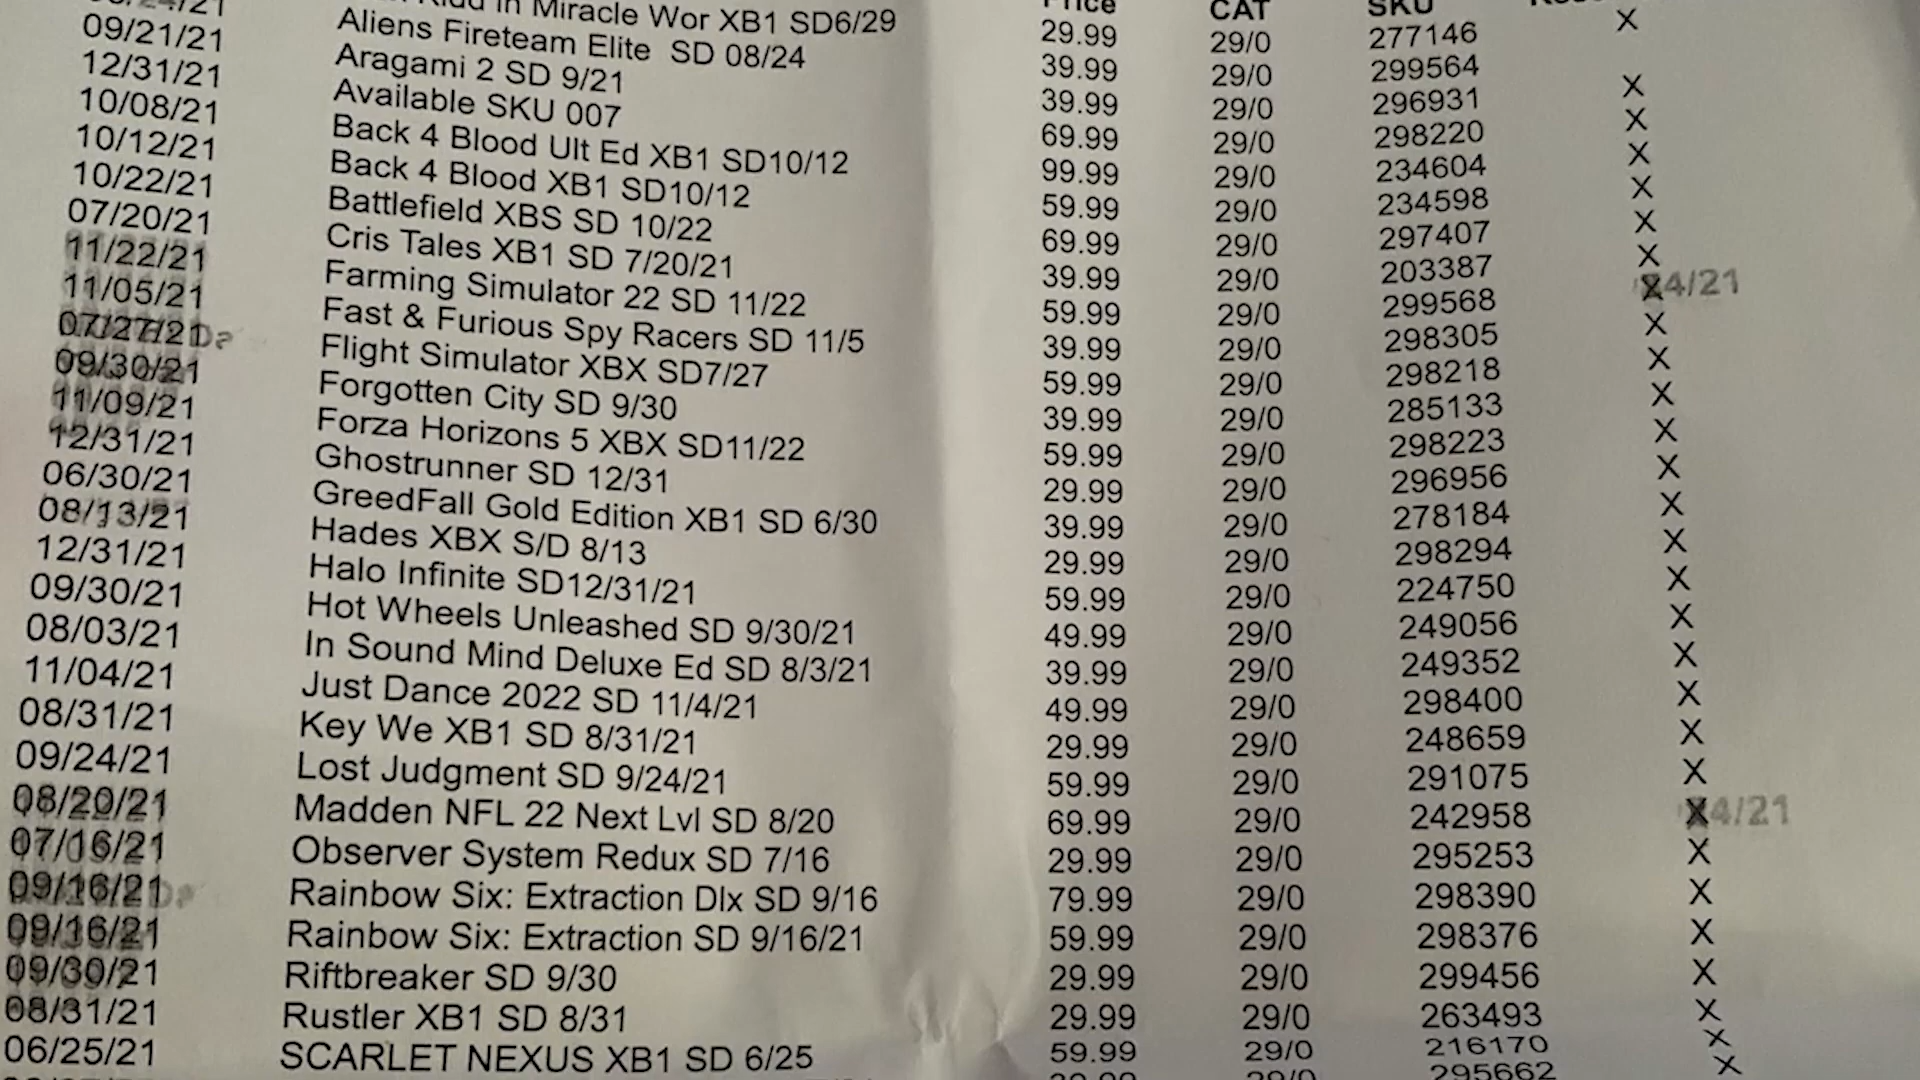 in Miracle Wor XB1 SD6/29 29.99 29/0 277146 X
Price CAT SKU
Aliens Fireteam Elite SD 08/24 39.99 29/0 299564
09/21/21 Aragami 2 SD 9/21 39.99 29/0 296931 X
12/31/21 Available SKU 007 69.99 29/0 298220 X
10/08/21 Back 4 Blood Ult Ed XB1 SD10/12 99.99 29/0 234604 X
10/12/21 Back 4 Blood XB1 SD10/12 59.99 29/0 234598 X
10/22/21 Battlefield XBS SD 10/22 69.99 29/0 297407 X
07/20/21 Cris Tales XB1 SD 7/20/21 39.99 29/0 203387 X
11/22/21 Farming Simulator 22 SD 11/22 59.99 29/0 299568 X
11/05/21 Fast & Furious Spy Racers SD 11/5 39.99 29/0 298305 X
07/27/21 Flight Simulator XBX SD7/27 59.99 29/0 298218 X
09/30/21 Forgotten City SD 9/30 39.99 29/0 285133 X
11/09/21 Forza Horizons 5 XBX SD11/22 59.99 29/0 298223 X
12/31/21 Ghostrunner SD 12/31 29.99 29/0 296956 X
06/30/21 GreedFall Gold Edition XB1 SD 6/30 39.99 29/0 278184 X
08/13/21 Hades XBX S/D 8/13 29.99 29/0 298294 X
12/31/21 Halo Infinite SD12/31/21 59.99 29/0 224750 X
09/30/21 Hot Wheels Unleashed SD 9/30/21 49.99 29/0 249056 X
08/03/21 In Sound Mind Deluxe Ed SD 8/3/21 39.99 29/0 249352 X
11/04/21 Just Dance 2022 SD 11/4/21 49.99 29/0 298400 X
08/31/21 Key We XB1 SD 8/31/21 29.99 29/0 248659 X
09/24/21 Lost Judgment SD 9/24/21 59.99 29/0 291075 X
08/20/21 Madden NFL 22 Next Lvl SD 8/20 69.99 29/0 242958 X
07/16/21 Observer System Redux SD 7/16 29.99 29/0 295253 X
09/16/21 Rainbow Six: Extraction Dlx SD 9/16 79.99 29/0 298390 X
09/16/21 Rainbow Six: Extraction SD 9/16/21 59.99 29/0 298376 X
09/30/21 Riftbreaker SD 9/30 29.99 29/0 299456 X
08/31/21 Rustler XB1 SD 8/31 29.99 29/0 263493 X
06/25/21 SCARLET NEXUS XB1 SD 6/25 59.99 29/0 216170 X
295662 X